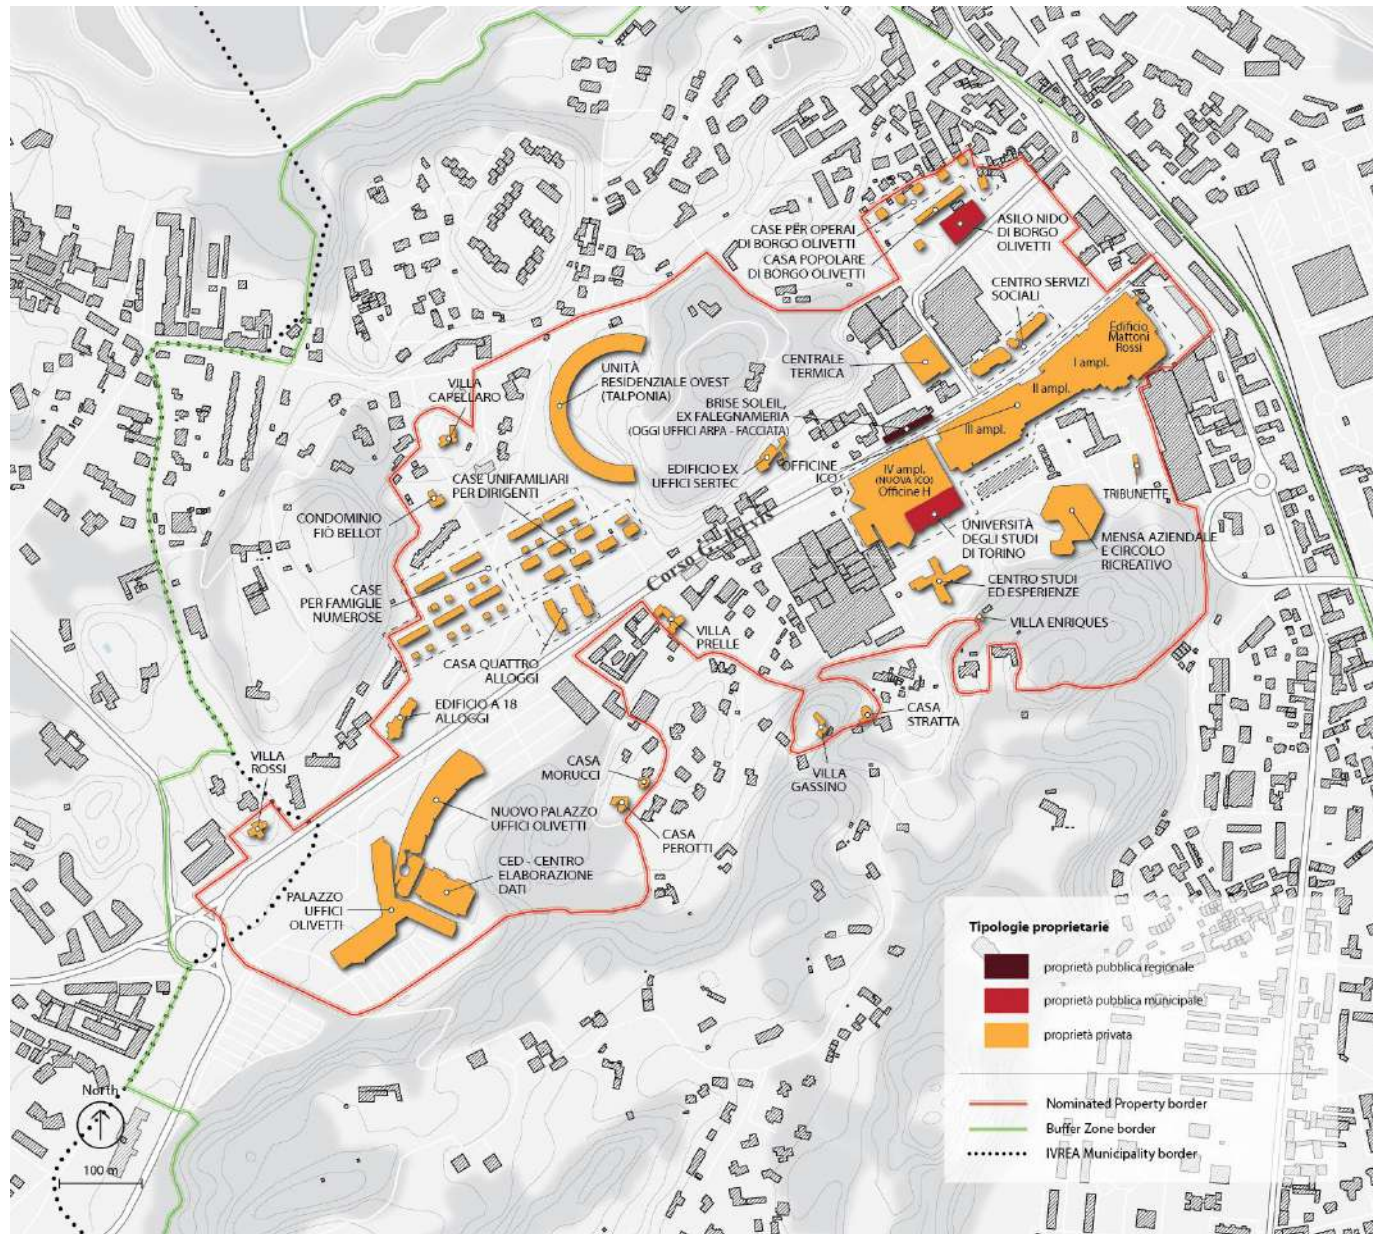 CASE PER OPERAI
DI BORGO OLIVETTI
CASA POPOLARE
DI BORGO OLIVETTI
ASILO NIDO
DI BORGO
OLIVETTI
CENTRO SERVIZI
SOCIALI
Edificio
Mattoni
Rossi
I ampl.
II ampl.
III ampl.
CENTRALE
TERMICA
UNITÀ
RESIDENZIALE OVEST
(TALPONIA)
VILLA
CAPELLARO
BRISE SOLEIL,
EX FALEGNAMERIA
(OGGI UFFICI ARPA - FACCIATA)
OFFICINE
ICO
EDIFICIO EX
UFFICI SERTEC
IV ampl.
(NUOVA ICO)
Officine H
CASE UNIFAMILIARI
PER DIRIGENTI
TRIBUNETTE
CONDOMINIO
FIÒ BELLOT
UNIVERSITÀ
DEGLI STUDI
DI TORINO
MENSA AZIENDALE
E CIRCOLO
RICREATIVO
Corso G. Jervis
CASE
PER FAMIGLIE
NUMEROSE
CENTRO STUDI
ED ESPERIENZE
VILLA ENRIQUES
VILLA
PRELLE
CASA QUATTRO
ALLOGGI
EDIFICIO A 18
ALLOGGI
CASA
STRATTA
VILLA
ROSSI
CASA
MORUCCI
VILLA
GASSINO
NUOVO PALAZZO
UFFICI OLIVETTI
CASA
PEROTTI
CED - CENTRO
ELABORAZIONE
DATI
PALAZZO
UFFICI
OLIVETTI
Tipologie proprietarie
proprietà pubblica regionale
proprietà pubblica municipale
proprietà privata
Nominated Property border
Buffer Zone border
IVREA Municipality border
North
100 m